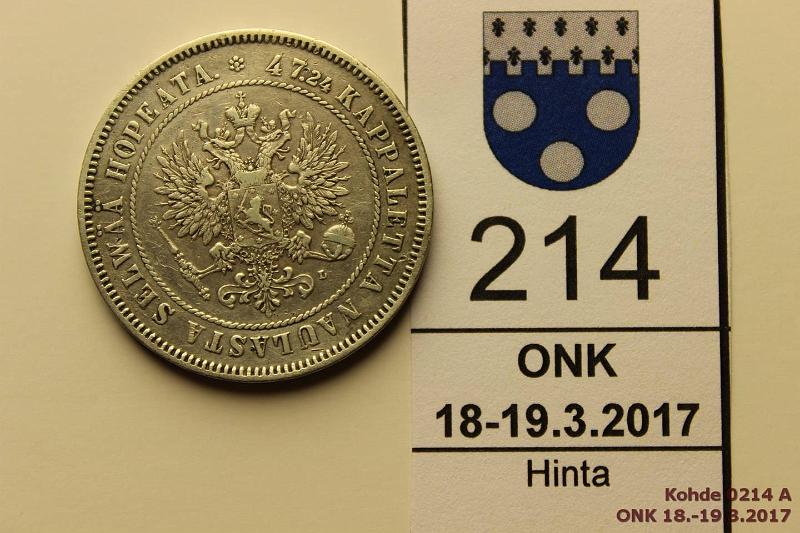 47:24 KAPPALETTA NAULASTA SELWÄÄ HOPEATA.
L
214
ONK
18-19.3.2017
Hinta
Kohde 0214 A
ONK 18.-19.3.2017